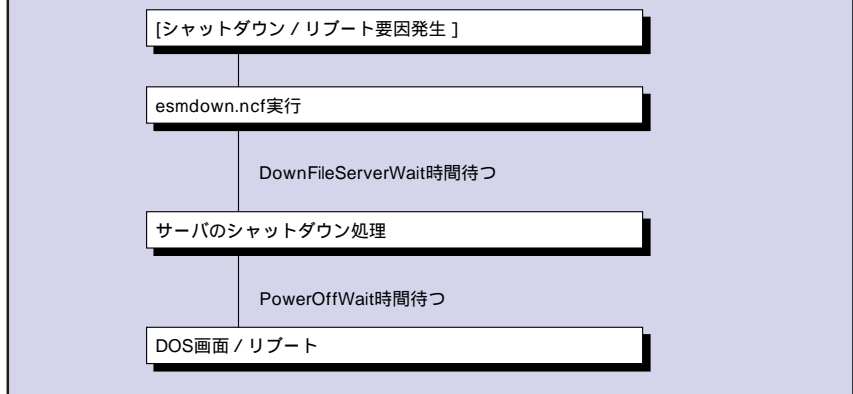 [シャットダウン / リブート要因発生 ]
esmdown.ncf実行
DownFileServerWait時間待つ
サーバのシャットダウン処理
PowerOffWait時間待つ
DOS画面 / リブート